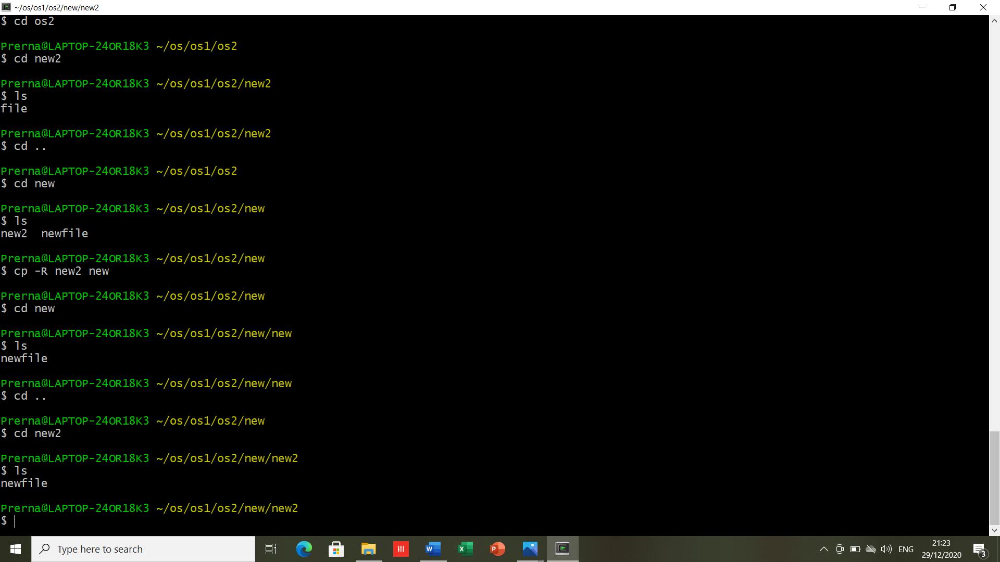 ~/os/os1/os2/new/new2
$ cd os2
Prerna@LAPTOP-24OR18K3 ~/os/os1/os2
$ cd new2
Prerna@LAPTOP-24OR18K3 ~/os/os1/os2/new2
$ ls
file
Prerna@LAPTOP-24OR18K3 ~/os/os1/os2/new2
$ cd ..
Prerna@LAPTOP-24OR18K3 ~/os/os1/os2
$ cd new
Prerna@LAPTOP-24OR18K3 ~/os/os1/os2/new
$ ls
new2  newfile
Prerna@LAPTOP-24OR18K3 ~/os/os1/os2/new
$ cp -R new2 new
Prerna@LAPTOP-24OR18K3 ~/os/os1/os2/new
$ cd new
Prerna@LAPTOP-24OR18K3 ~/os/os1/os2/new/new
$ ls
newfile
Prerna@LAPTOP-24OR18K3 ~/os/os1/os2/new/new
$ cd ..
Prerna@LAPTOP-24OR18K3 ~/os/os1/os2/new
$ cd new2
Prerna@LAPTOP-24OR18K3 ~/os/os1/os2/new/new2
$ ls
newfile
Prerna@LAPTOP-24OR18K3 ~/os/os1/os2/new/new2
$
Type here to search
W
X
P
ENG
21:23
29/12/2020
3